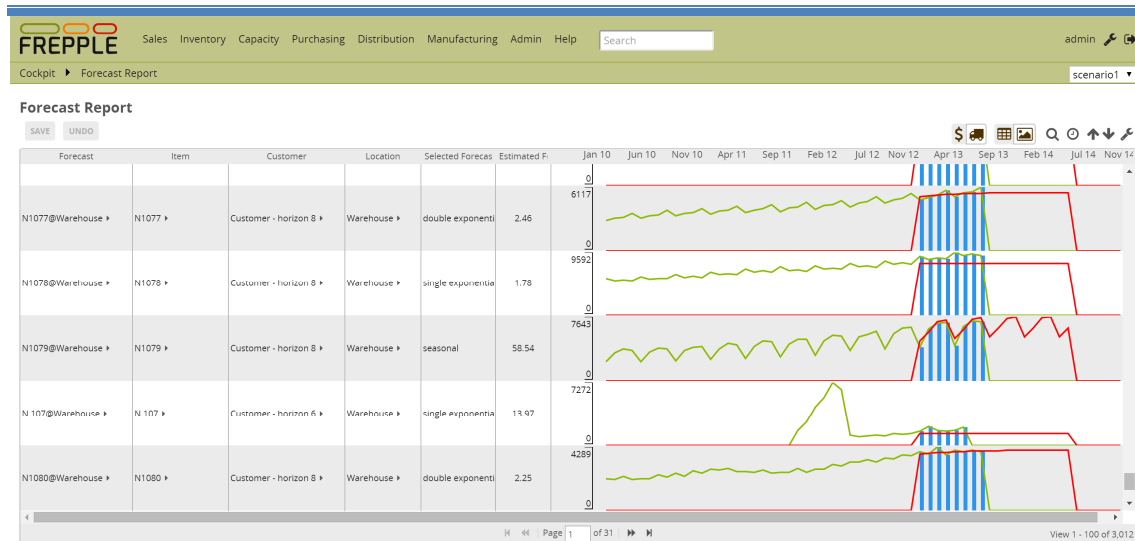 FREPPLE Sales Inventory Capacity Purchasing Distribution Manufacturing Admin Help Search admin
Cockpit Forecast Report scenario1
Forecast Report
SAVE UNDO $
Forecast Item Customer Location Selected Forecas Estimated F Jan 10 Jun 10 Nov 10 Apr 11 Sep 11 Feb 12 Jul 12 Nov 12 Apr 13 Sep 13 Feb 14 Jul 14 Nov 14
0
6117
N1077@Warehouse N1077 Customer - horizon 8 Warehouse double exponenti 2.46
0
9592
N1078@Warehouse N1078 Customer - horizon 8 Warehouse single exponentia 1.78
0
7643
N1079@Warehouse N1079 Customer - horizon 8 Warehouse seasonal 58.54
0
7272
N 107@Warehouse N 107 Customer - horizon 6 Warehouse single exponentia 13.97
0
4289
N1080@Warehouse N1080 Customer - horizon 8 Warehouse double exponenti 2.25
0
Page 1 of 31 View 1 - 100 of 3,012